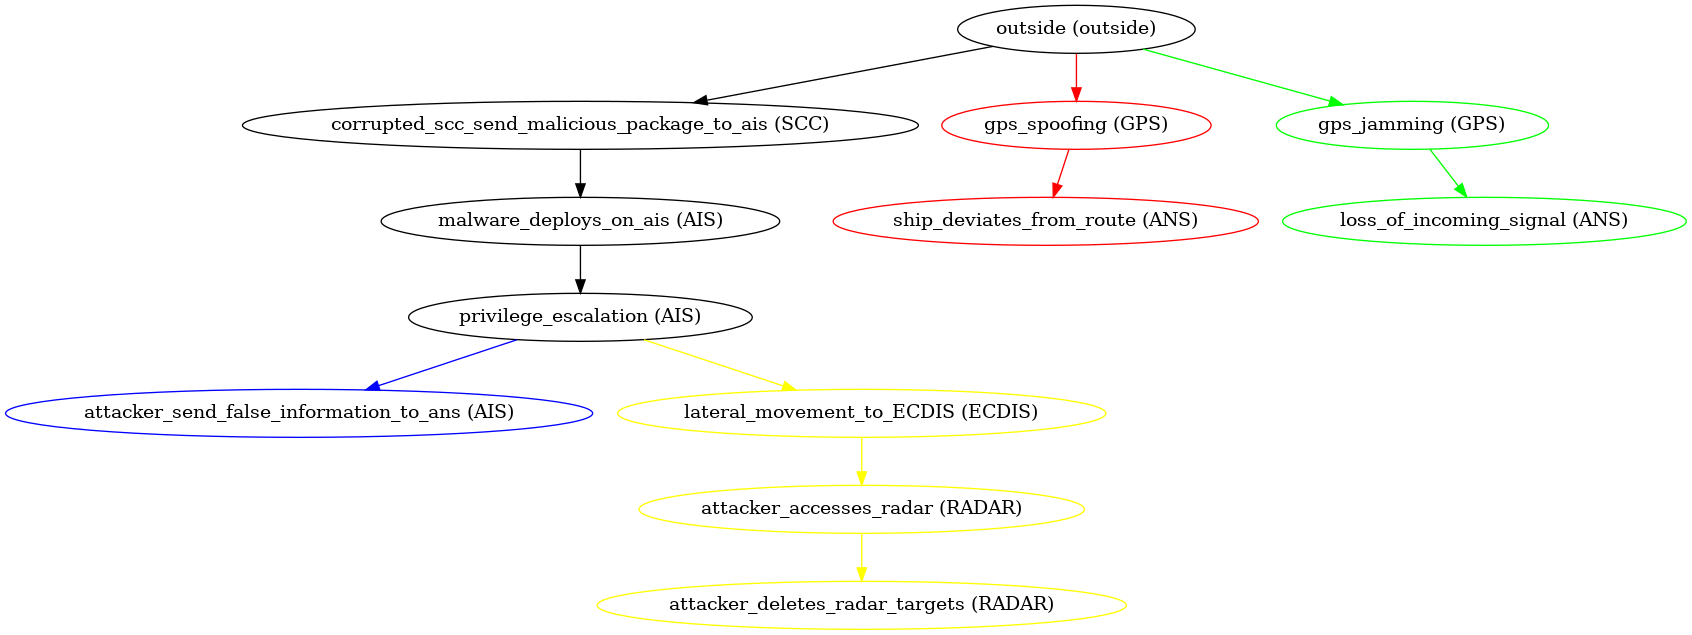 outside (outside)
corrupted_scc_send_malicious_package_to_ais (SCC)
gps_spoofing (GPS)
gps_jamming (GPS)
malware_deploys_on_ais (AIS)
ship_deviates_from_route (ANS)
loss_of_incoming_signal (ANS)
privilege_escalation (AIS)
attacker_send_false_information_to_ans (AIS)
lateral_movement_to_ECDIS (ECDIS)
attacker_accesses_radar (RADAR)
attacker_deletes_radar_targets (RADAR)